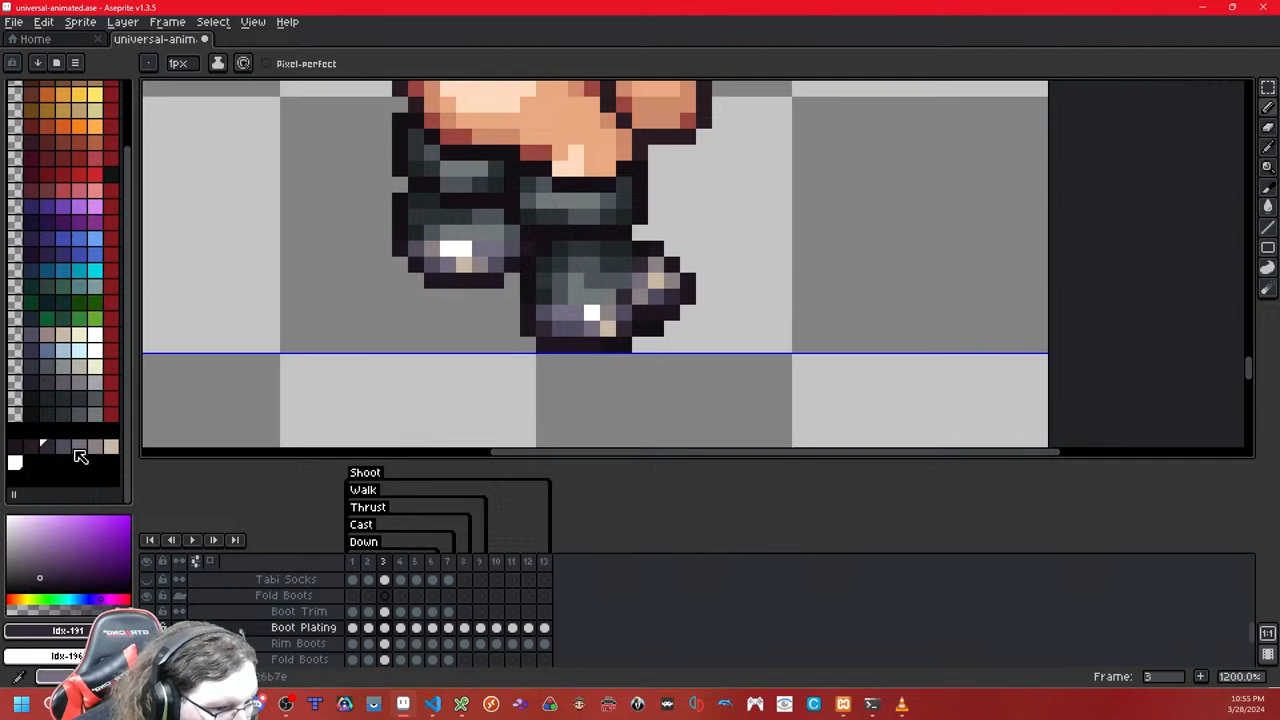 universal-animated.ase - Aseprite v1.3.5
File Edit Sprite Layer Frame Select View Help
Home universal-anim.
1px Pixel-perfect
Shoot
Walk
Thrust
Cast
Down
1 2 3 4 5 6 7 8 9 10 11 12 13
Tabi Socks
Fold Boots
Boot Trim
Boot Plating
Rim Boots
Fold Boots
Idx-191
Idx-196
Frame: 3 1200.0%
1:1
10:55 PM
3/28/2024